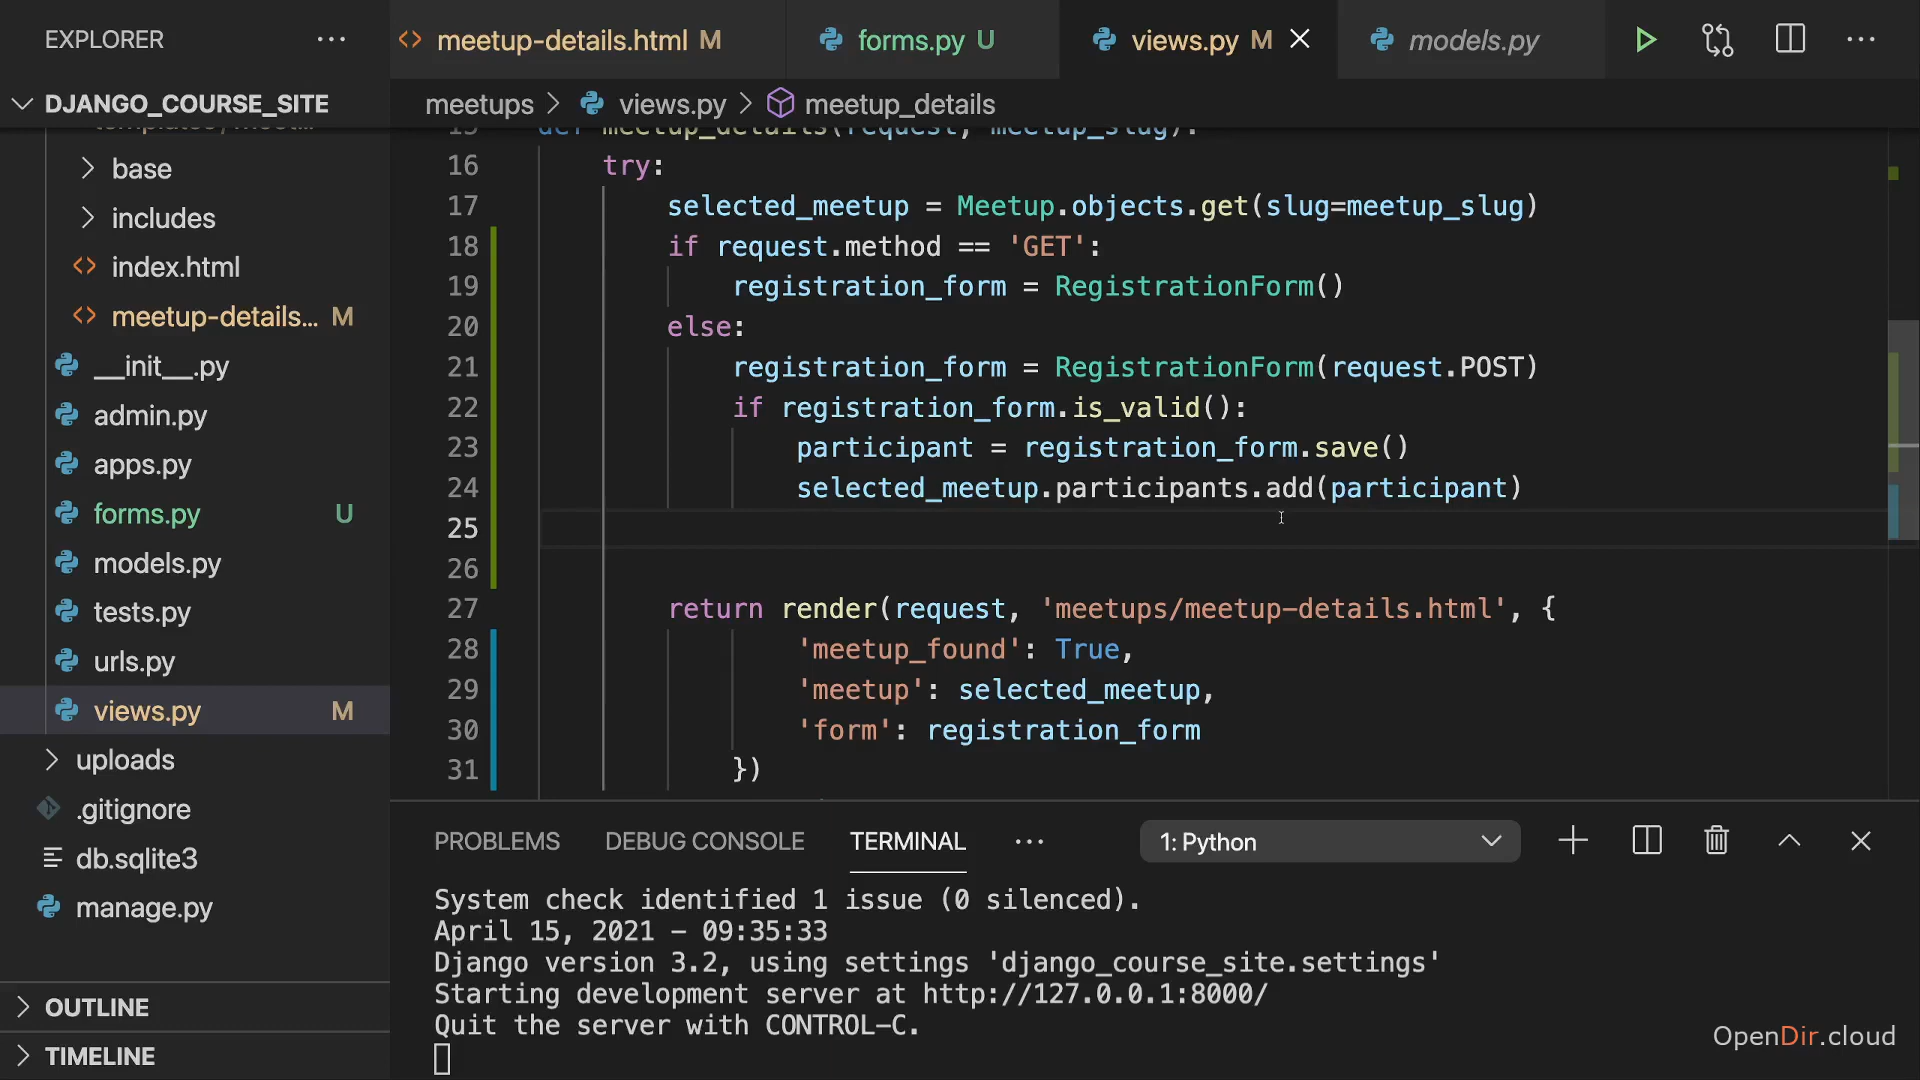 EXPLORER
meetup-details.html M
forms.py U
views.py M
models.py
DJANGO_COURSE_SITE
meetups > views.py > meetup_details
base
includes
index.html
meetup-details... M
__init__.py
admin.py
apps.py
forms.py U
models.py
tests.py
urls.py
views.py M
uploads
.gitignore
db.sqlite3
manage.py
OUTLINE
TIMELINE
15 def meetup_details(request, meetup_slug):
16 try:
17 selected_meetup = Meetup.objects.get(slug=meetup_slug)
18 if request.method == 'GET':
19 registration_form = RegistrationForm()
20 else:
21 registration_form = RegistrationForm(request.POST)
22 if registration_form.is_valid():
23 participant = registration_form.save()
24 selected_meetup.participants.add(participant)
25
26
27 return render(request, 'meetups/meetup-details.html', {
28 'meetup_found': True,
29 'meetup': selected_meetup,
30 'form': registration_form
31 })
PROBLEMS DEBUG CONSOLE TERMINAL ... 1: Python
System check identified 1 issue (0 silenced).
April 15, 2021 - 09:35:33
Django version 3.2, using settings 'django_course_site.settings'
Starting development server at http://127.0.0.1:8000/
Quit the server with CONTROL-C.
OpenDir.cloud